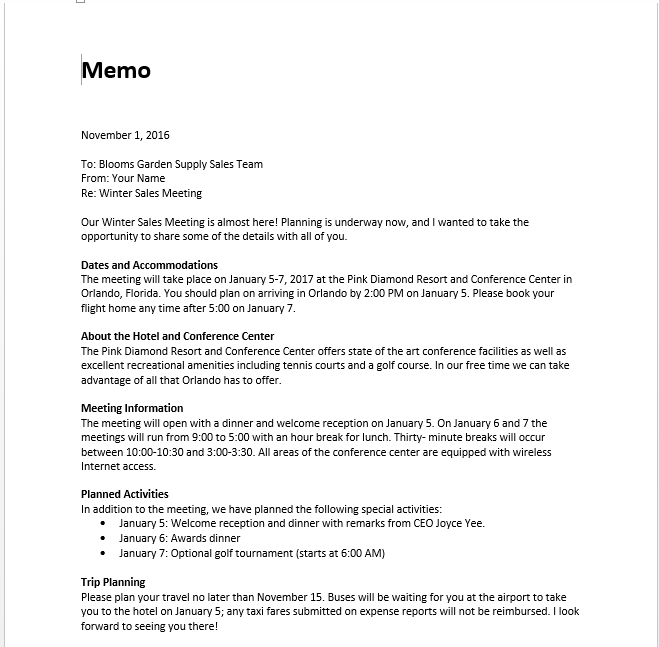 Memo
November 1, 2016
To: Blooms Garden Supply Sales Team
From: Your Name
Re: Winter Sales Meeting
Our Winter Sales Meeting is almost here! Planning is underway now, and I wanted to take the
opportunity to share some of the details with all of you.
Dates and Accommodations
The meeting will take place on January 5-7, 2017 at the Pink Diamond Resort and Conference Center in
Orlando, Florida. You should plan on arriving in Orlando by 2:00 PM on January 5. Please book your
flight home any time after 5:00 on January 7.
About the Hotel and Conference Center
The Pink Diamond Resort and Conference Center offers state of the art conference facilities as well as
excellent recreational amenities including tennis courts and a golf course. In our free time we can take
advantage of all that Orlando has to offer.
Meeting Information
The meeting will open with a dinner and welcome reception on January 5. On January 6 and 7 the
meetings will run from 9:00 to 5:00 with an hour break for lunch. Thirty- minute breaks will occur
between 10:00-10:30 and 3:00-3:30. All areas of the conference center are equipped with wireless
Internet access.
Planned Activities
In addition to the meeting, we have planned the following special activities:
• January 5: Welcome reception and dinner with remarks from CEO Joyce Yee.
• January 6: Awards dinner
• January 7: Optional golf tournament (starts at 6:00 AM)
Trip Planning
Please plan your travel no later than November 15. Buses will be waiting for you at the airport to take
you to the hotel on January 5; any taxi fares submitted on expense reports will not be reimbursed. I look
forward to seeing you there!